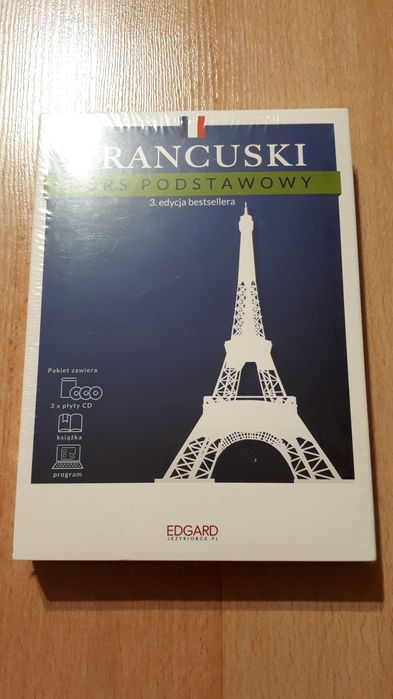 FRANCUSKI
KURS PODSTAWOWY
3. edycja bestsellera
Pakiet zawiera
3 x płyty CD
książka
program
EDGARD
JEZYKIOBCE.PL